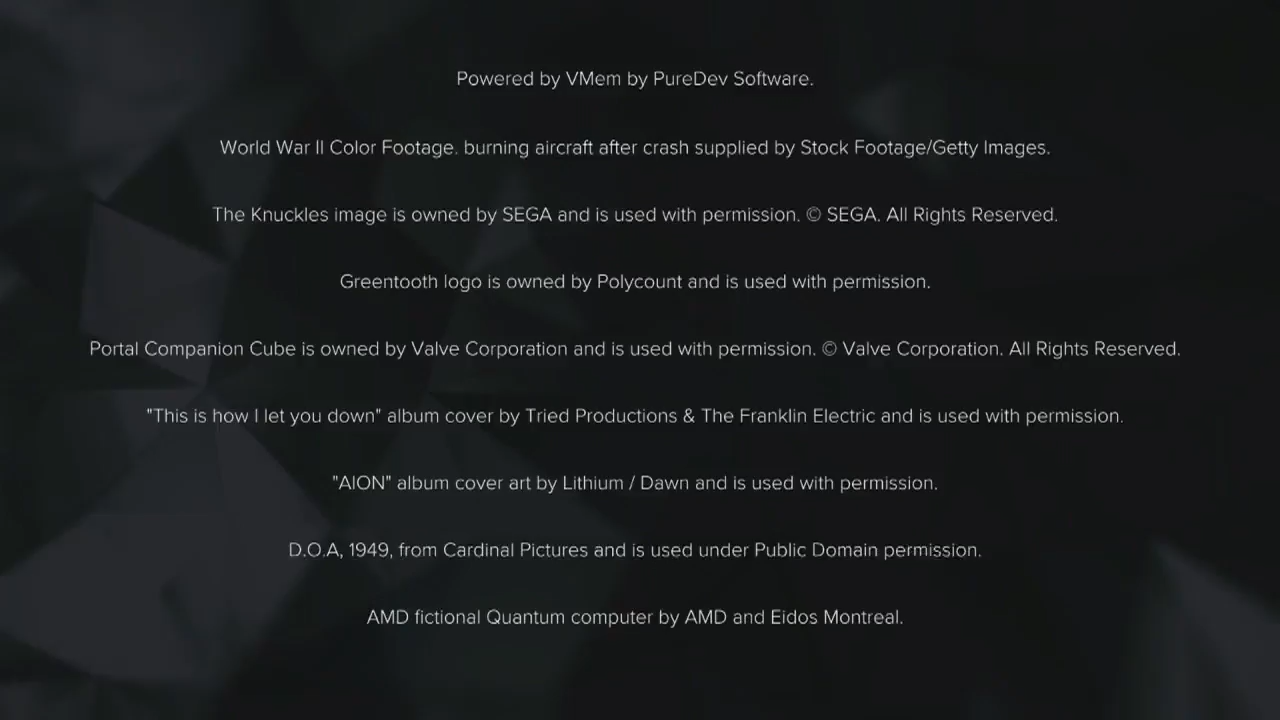 Powered by VMem by PureDev Software.
World War II Color Footage. burning aircraft after crash supplied by Stock Footage/Getty Images.
The Knuckles image is owned by SEGA and is used with permission. © SEGA. All Rights Reserved.
Greentooth logo is owned by Polycount and is used with permission.
Portal Companion Cube is owned by Valve Corporation and is used with permission. © Valve Corporation. All Rights Reserved.
"This is how I let you down" album cover by Tried Productions & The Franklin Electric and is used with permission.
"AION" album cover art by Lithium / Dawn and is used with permission.
D.O.A, 1949, from Cardinal Pictures and is used under Public Domain permission.
AMD fictional Quantum computer by AMD and Eidos Montreal.